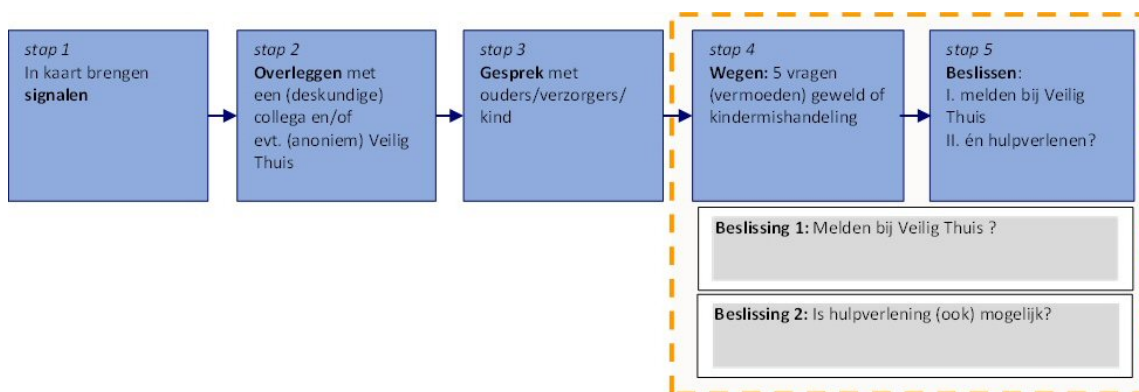 stap 1
In kaart brengen
signalen
stap 2
Overleggen met
een (deskundige)
collega en/of
evt. (anoniem) Veilig
Thuis
stap 3
Gesprek met
ouders/verzorgers/
kind
stap 4
Wegen: 5 vragen
(vermoeden) geweld of
kindermishandeling
stap 5
Beslissen:
I. melden bij Veilig
Thuis
II. én hulpverlenen?
Beslissing 1: Melden bij Veilig Thuis ?
Beslissing 2: Is hulpverlening (ook) mogelijk?